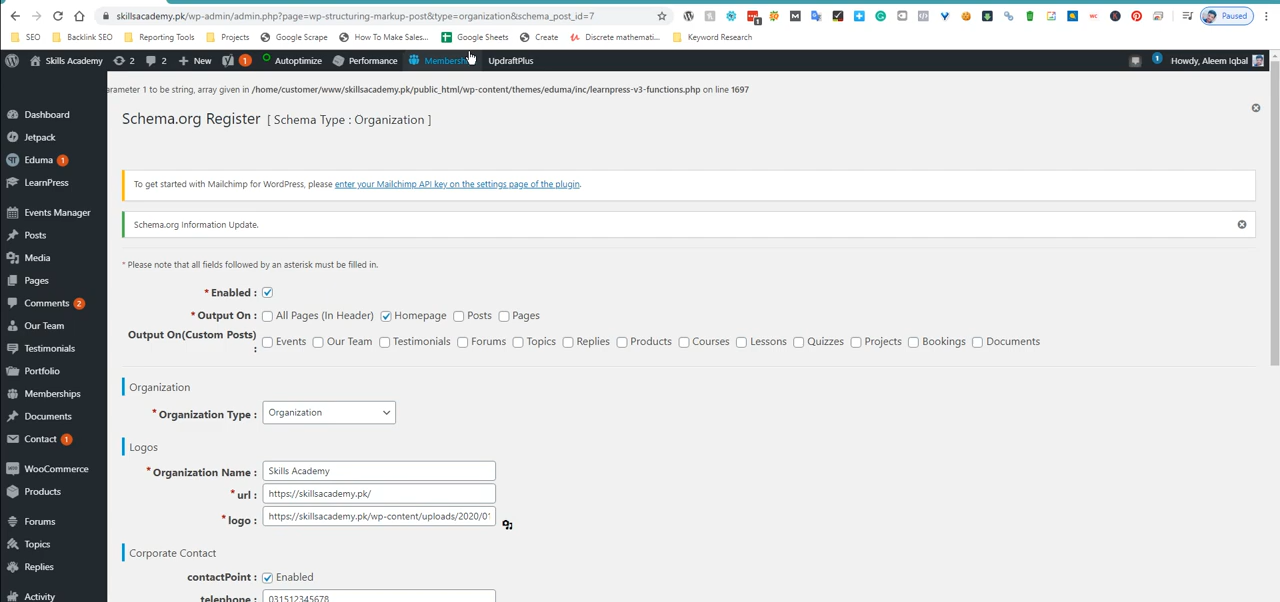 skillsacademy.pk/wp-admin/admin.php?page=wp-structuring-markup-post&type=organization&schema_post_id=7
Paused
SEO Backlink SEO Reporting Tools Projects Google Scrape How To Make Sales... Google Sheets Create Discrete mathemati... Keyword Research
Skills Academy 2 2 New 1 Autoptimize Performance UpdraftPlus 1 Howdy, Aleem Iqbal
arameter 1 to be string, array given in /home/customer/www/skillsacademy.pk/public_html/wp-content/themes/eduma/inc/learnpress-v3-functions.php on line 1697
Schema.org Register [ Schema Type : Organization ]
Dashboard
Jetpack
Eduma 1
LearnPress
Events Manager
Posts
Media
Pages
Comments 2
Our Team
Testimonials
Portfolio
Memberships
Documents
Contact 1
WooCommerce
Products
Forums
Topics
Replies
Activity
To get started with Mailchimp for WordPress, please enter your Mailchimp API key on the settings page of the plugin.
Schema.org Information Update.
* Please note that all fields followed by an asterisk must be filled in.
* Enabled :
* Output On : All Pages (In Header) Homepage Posts Pages
Output On(Custom Posts) : Events Our Team Testimonials Forums Topics Replies Products Courses Lessons Quizzes Projects Bookings Documents
Organization
* Organization Type : Organization
Logos
* Organization Name : Skills Academy
* url : https://skillsacademy.pk/
* logo : https://skillsacademy.pk/wp-content/uploads/2020/0
Corporate Contact
contactPoint : Enabled
telephone : 031512345678